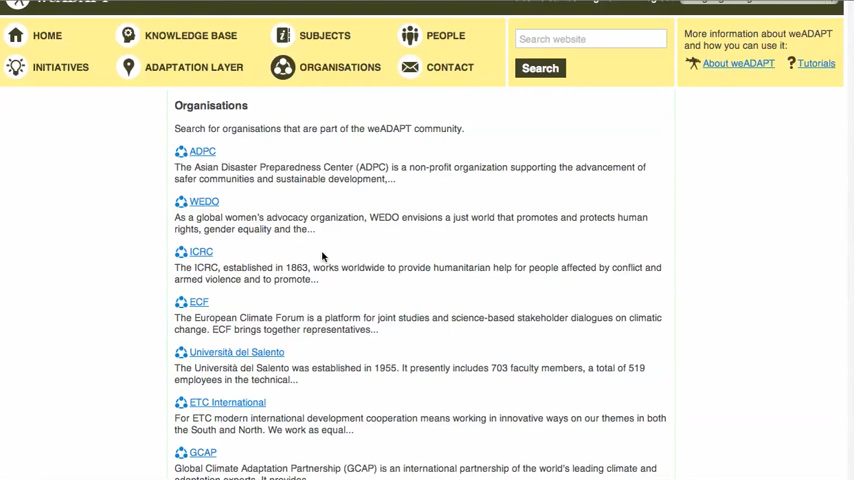 weADAPT
HOME KNOWLEDGE BASE SUBJECTS PEOPLE
INITIATIVES ADAPTATION LAYER ORGANISATIONS CONTACT
Search website
Search
More information about weADAPT
and how you can use it:
About weADAPT ? Tutorials
Organisations
Search for organisations that are part of the weADAPT community.
ADPC
The Asian Disaster Preparedness Center (ADPC) is a non-profit organization supporting the advancement of
safer communities and sustainable development,...
WEDO
As a global women's advocacy organization, WEDO envisions a just world that promotes and protects human
rights, gender equality and the...
ICRC
The ICRC, established in 1863, works worldwide to provide humanitarian help for people affected by conflict and
armed violence and to promote...
ECF
The European Climate Forum is a platform for joint studies and science-based stakeholder dialogues on climatic
change. ECF brings together representatives...
Università del Salento
The Università del Salento was established in 1955. It presently includes 703 faculty members, a total of 519
employees in the technical...
ETC International
For ETC modern international development cooperation means working in innovative ways on our themes in both
the South and North. We work as equal...
GCAP
Global Climate Adaptation Partnership (GCAP) is an international partnership of the world's leading climate and
adaptation experts. It provides